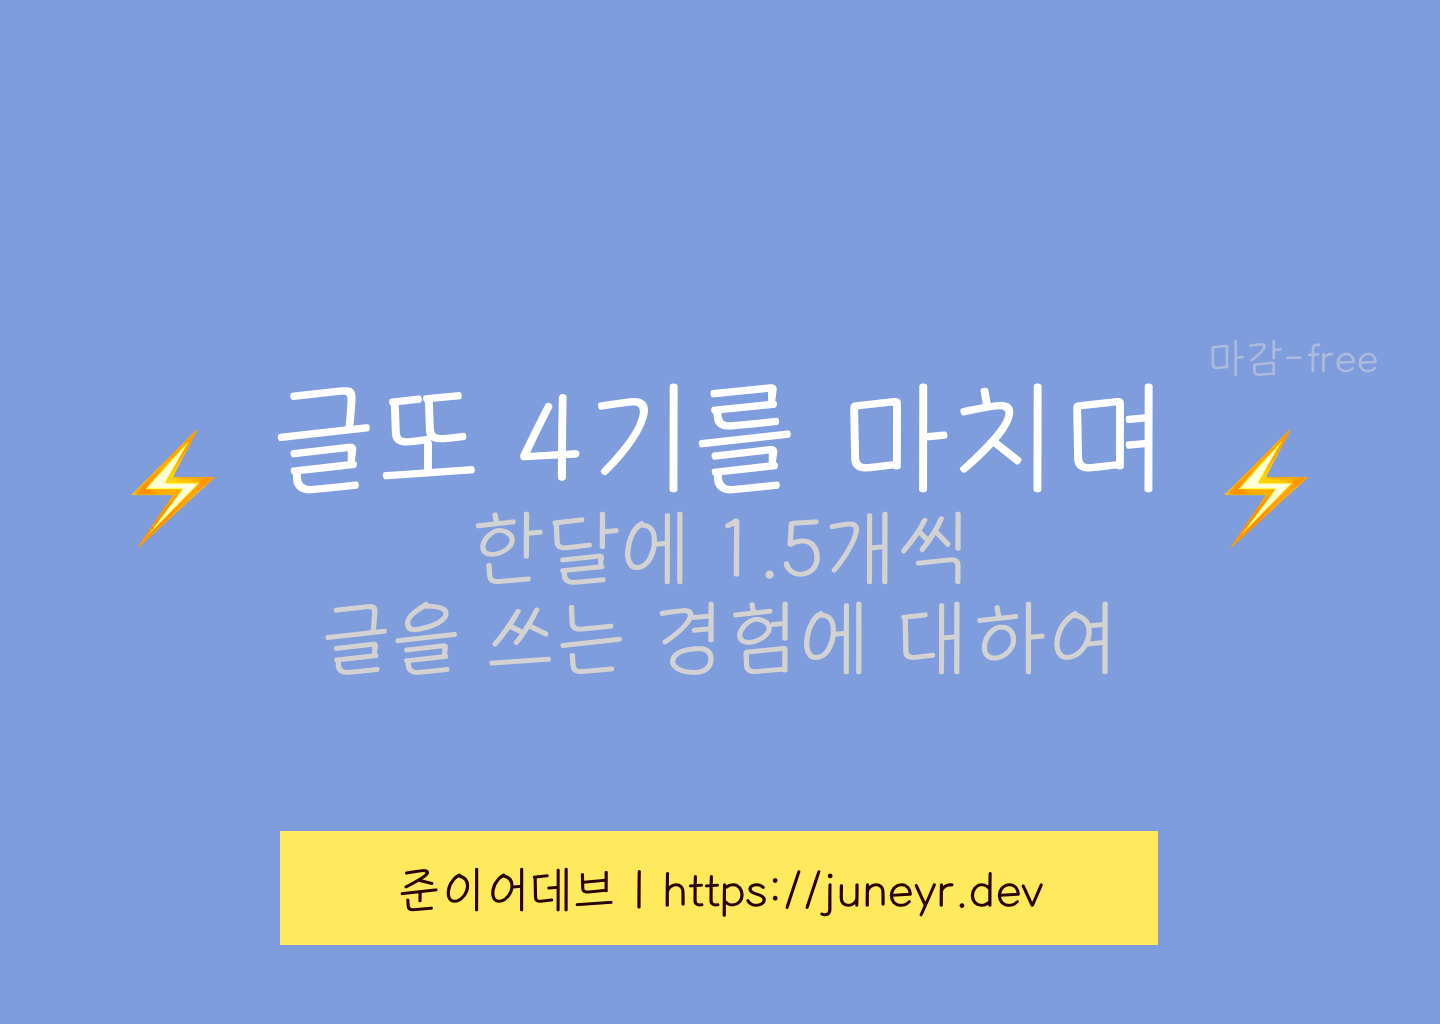 마감-free
⚡ 글또 4기를 마치며 ⚡
한달에 1.5개씩
글을 쓰는 경험에 대하여
준이어데브 | https://juneyr.dev